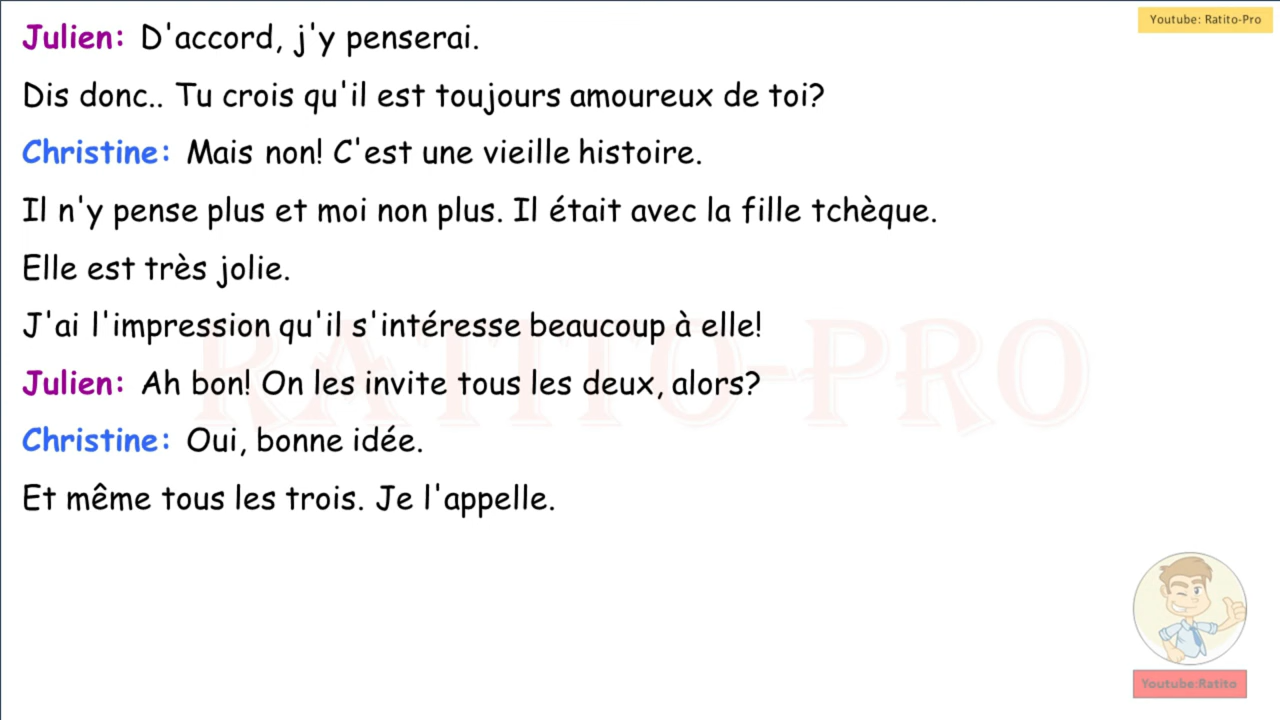 Youtube: Ratito-Pro
Julien: D'accord, j'y penserai.
Dis donc.. Tu crois qu'il est toujours amoureux de toi?
Christine: Mais non! C'est une vieille histoire.
Il n'y pense plus et moi non plus. Il était avec la fille tchèque.
Elle est très jolie.
J'ai l'impression qu'il s'intéresse beaucoup à elle!
RATITO-PRO
Julien: Ah bon! On les invite tous les deux, alors?
Christine: Oui, bonne idée.
Et même tous les trois. Je l'appelle.
Youtube:Ratito